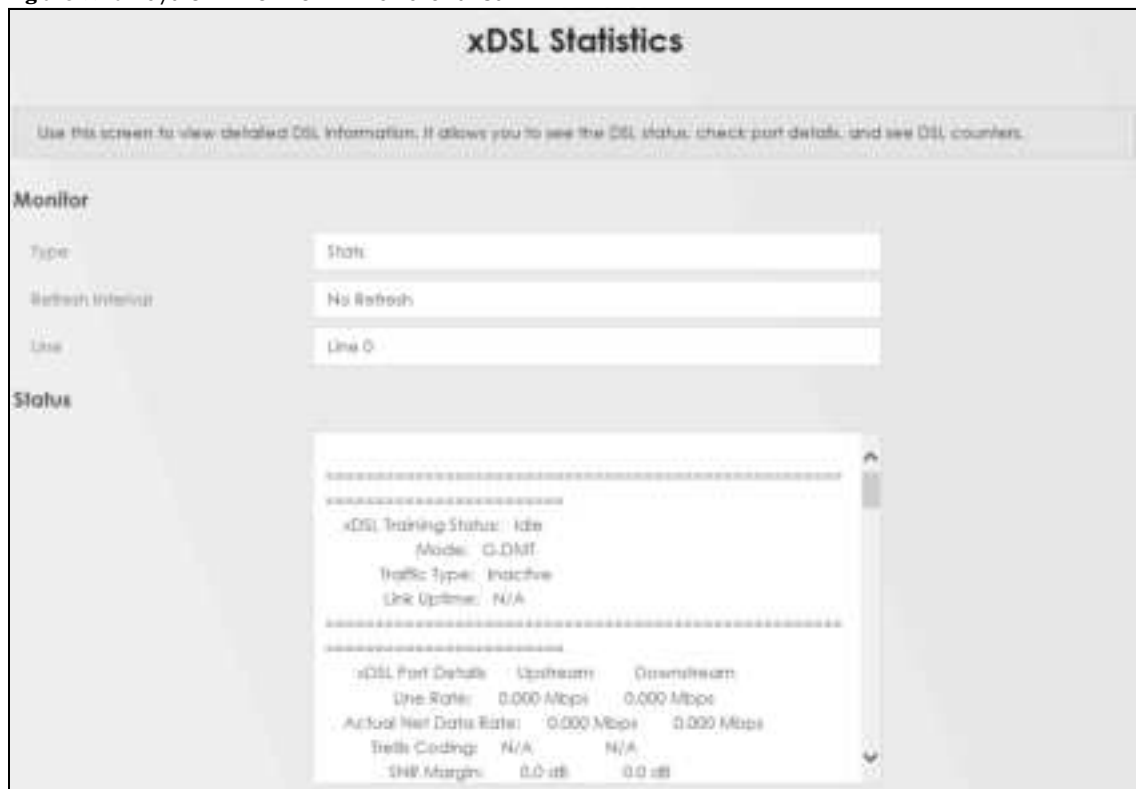 xDSL Statistics
Use this screen to view detailed DSL information. It allows you to see the DSL status, check port details, and see DSL counters.
Monitor
Type Stats
Refresh Interval No Refresh
Line Line 0
Status
============================================================
============================
xDSL Training Status: Idle
Mode: G.DMT
Traffic Type: Inactive
Link Uptime: N/A
============================================================
============================
xDSL Port Details Upstream Downstream
Line Rate: 0.000 Mbps 0.000 Mbps
Actual Net Data Rate: 0.000 Mbps 0.000 Mbps
Trellis Coding: N/A N/A
SNR Margin: 0.0 dB 0.0 dB